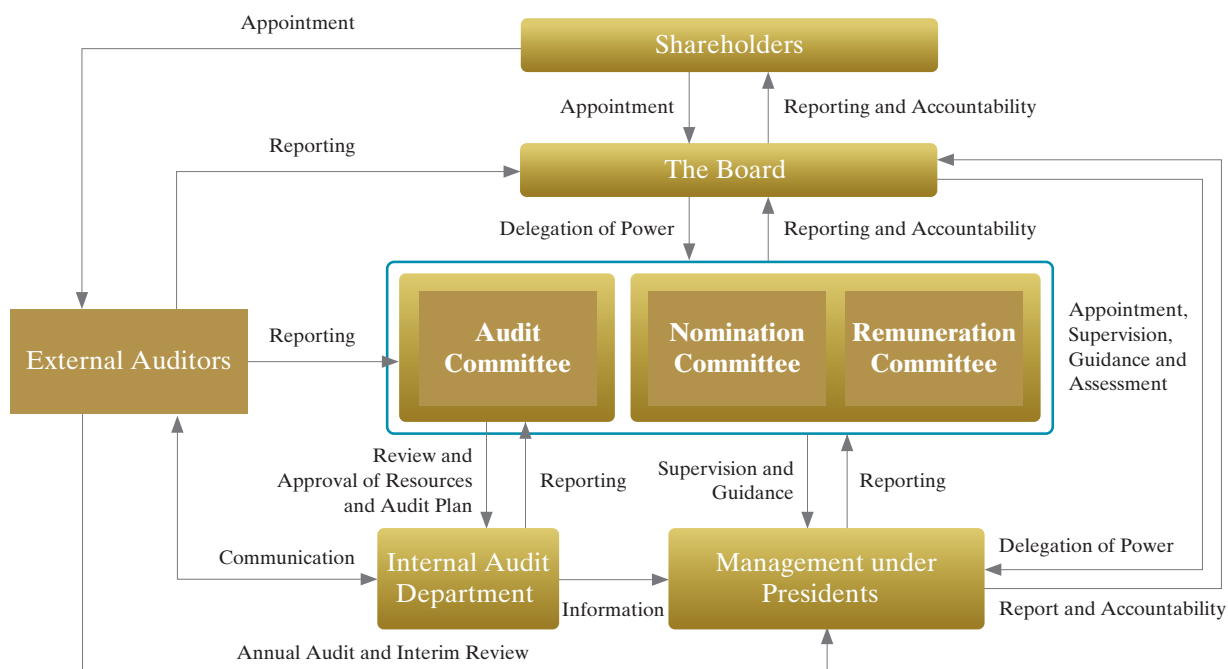 Appointment
Shareholders
Appointment
Reporting and Accountability
Reporting
The Board
Delegation of Power
Reporting and Accountability
External Auditors
Reporting
Audit
Committee
Nomination
Committee
Remuneration
Committee
Appointment,
Supervision,
Guidance and
Assessment
Review and
Approval of Resources
and Audit Plan
Reporting
Supervision and
Guidance
Reporting
Communication
Internal Audit
Department
Information
Management under
Presidents
Delegation of Power
Report and Accountability
Annual Audit and Interim Review